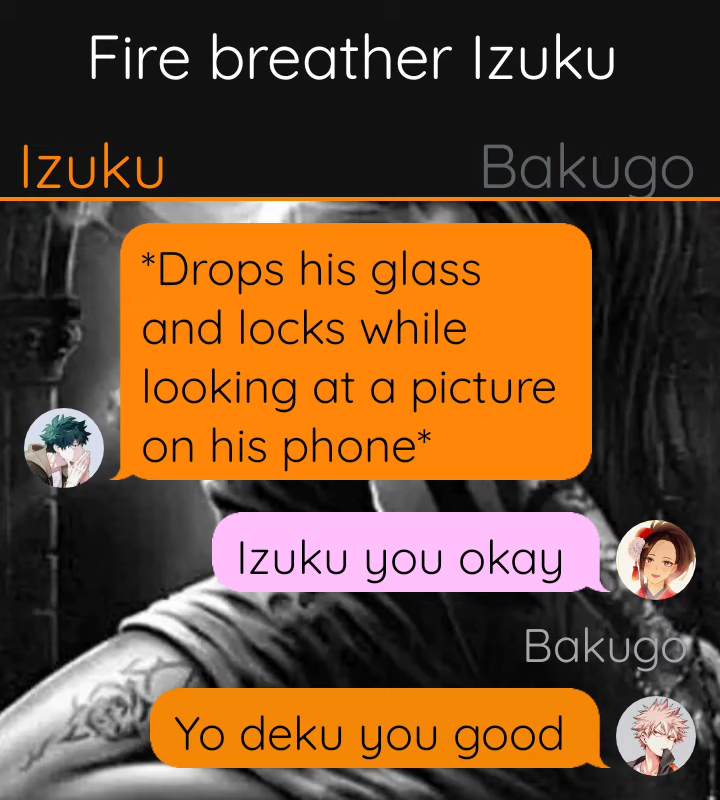 Fire breather Izuku
Izuku Bakugo
*Drops his glass
and locks while
looking at a picture
on his phone*
Izuku you okay
Bakugo
Yo deku you good